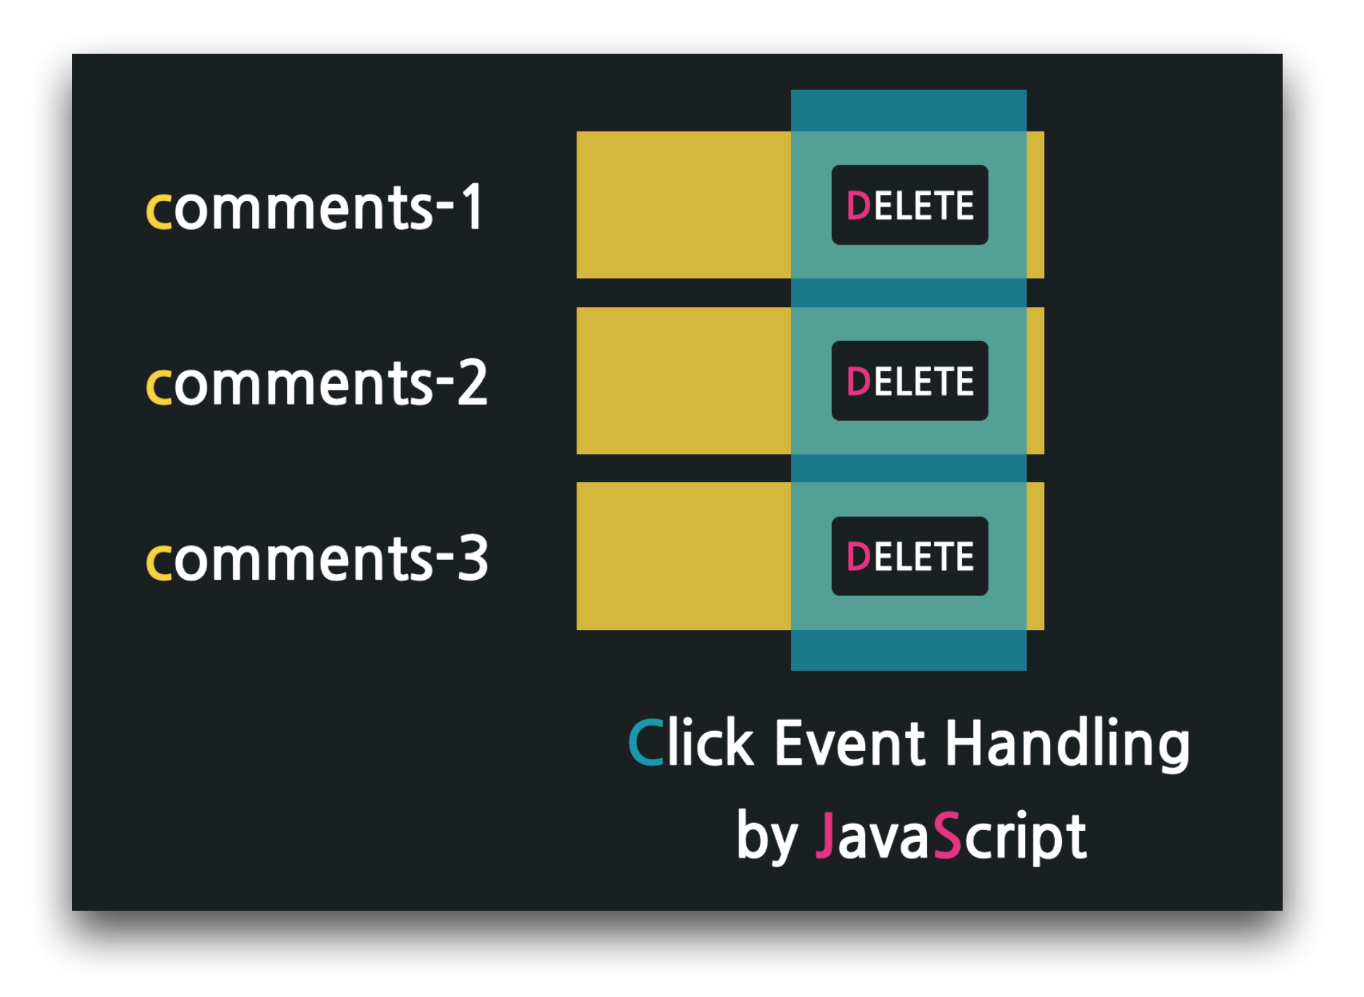 comments-1
DELETE
comments-2
DELETE
comments-3
DELETE
Click Event Handling
by JavaScript